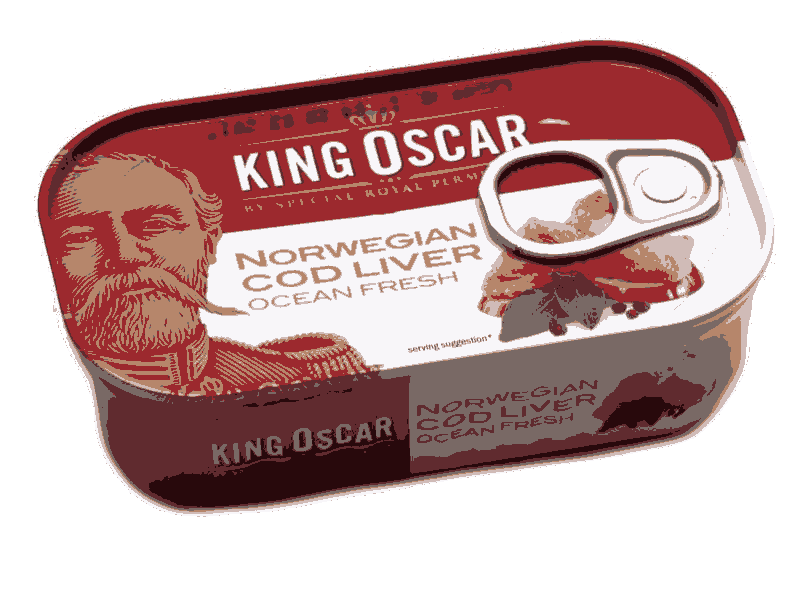 KING OSCAR
BY SPECIAL ROYAL
NORWEGIAN
COD LIVER
OCEAN FRESH
serving suggestion*
KING OSCAR
NORWEGIAN
COD LIVER
OCEAN FRESH